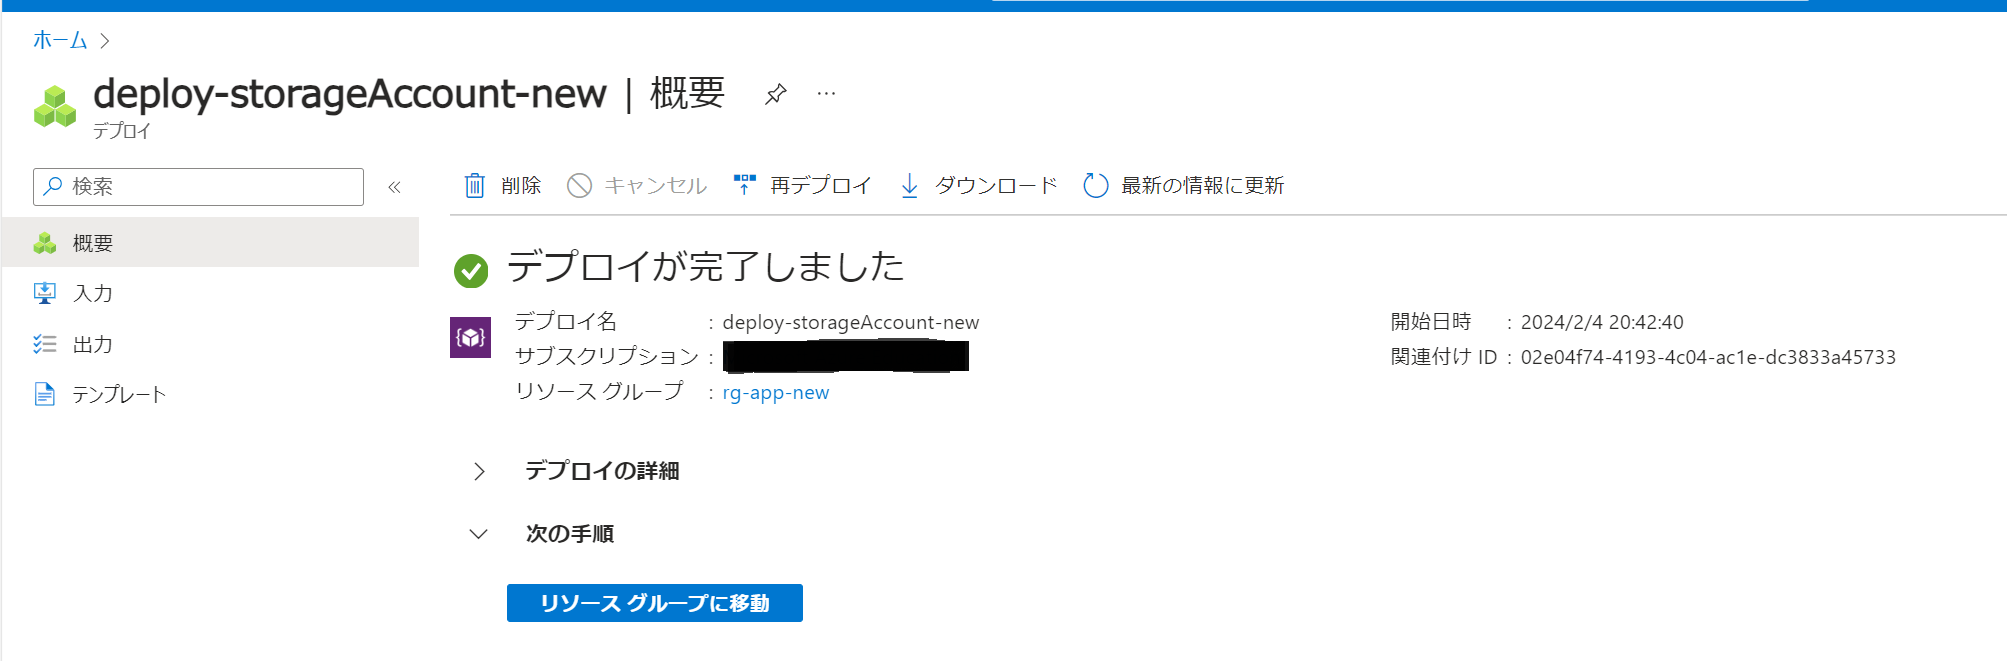 ホーム
deploy-storageAccount-new | 概要
デプロイ
検索
削除 キャンセル 再デプロイ ダウンロード 最新の情報に更新
概要
入力
出力
テンプレート
デプロイが完了しました
デプロイ名 : deploy-storageAccount-new
サブスクリプション :
リソース グループ : rg-app-new
開始日時 : 2024/2/4 20:42:40
関連付け ID : 02e04f74-4193-4c04-ac1e-dc3833a45733
デプロイの詳細
次の手順
リソース グループに移動